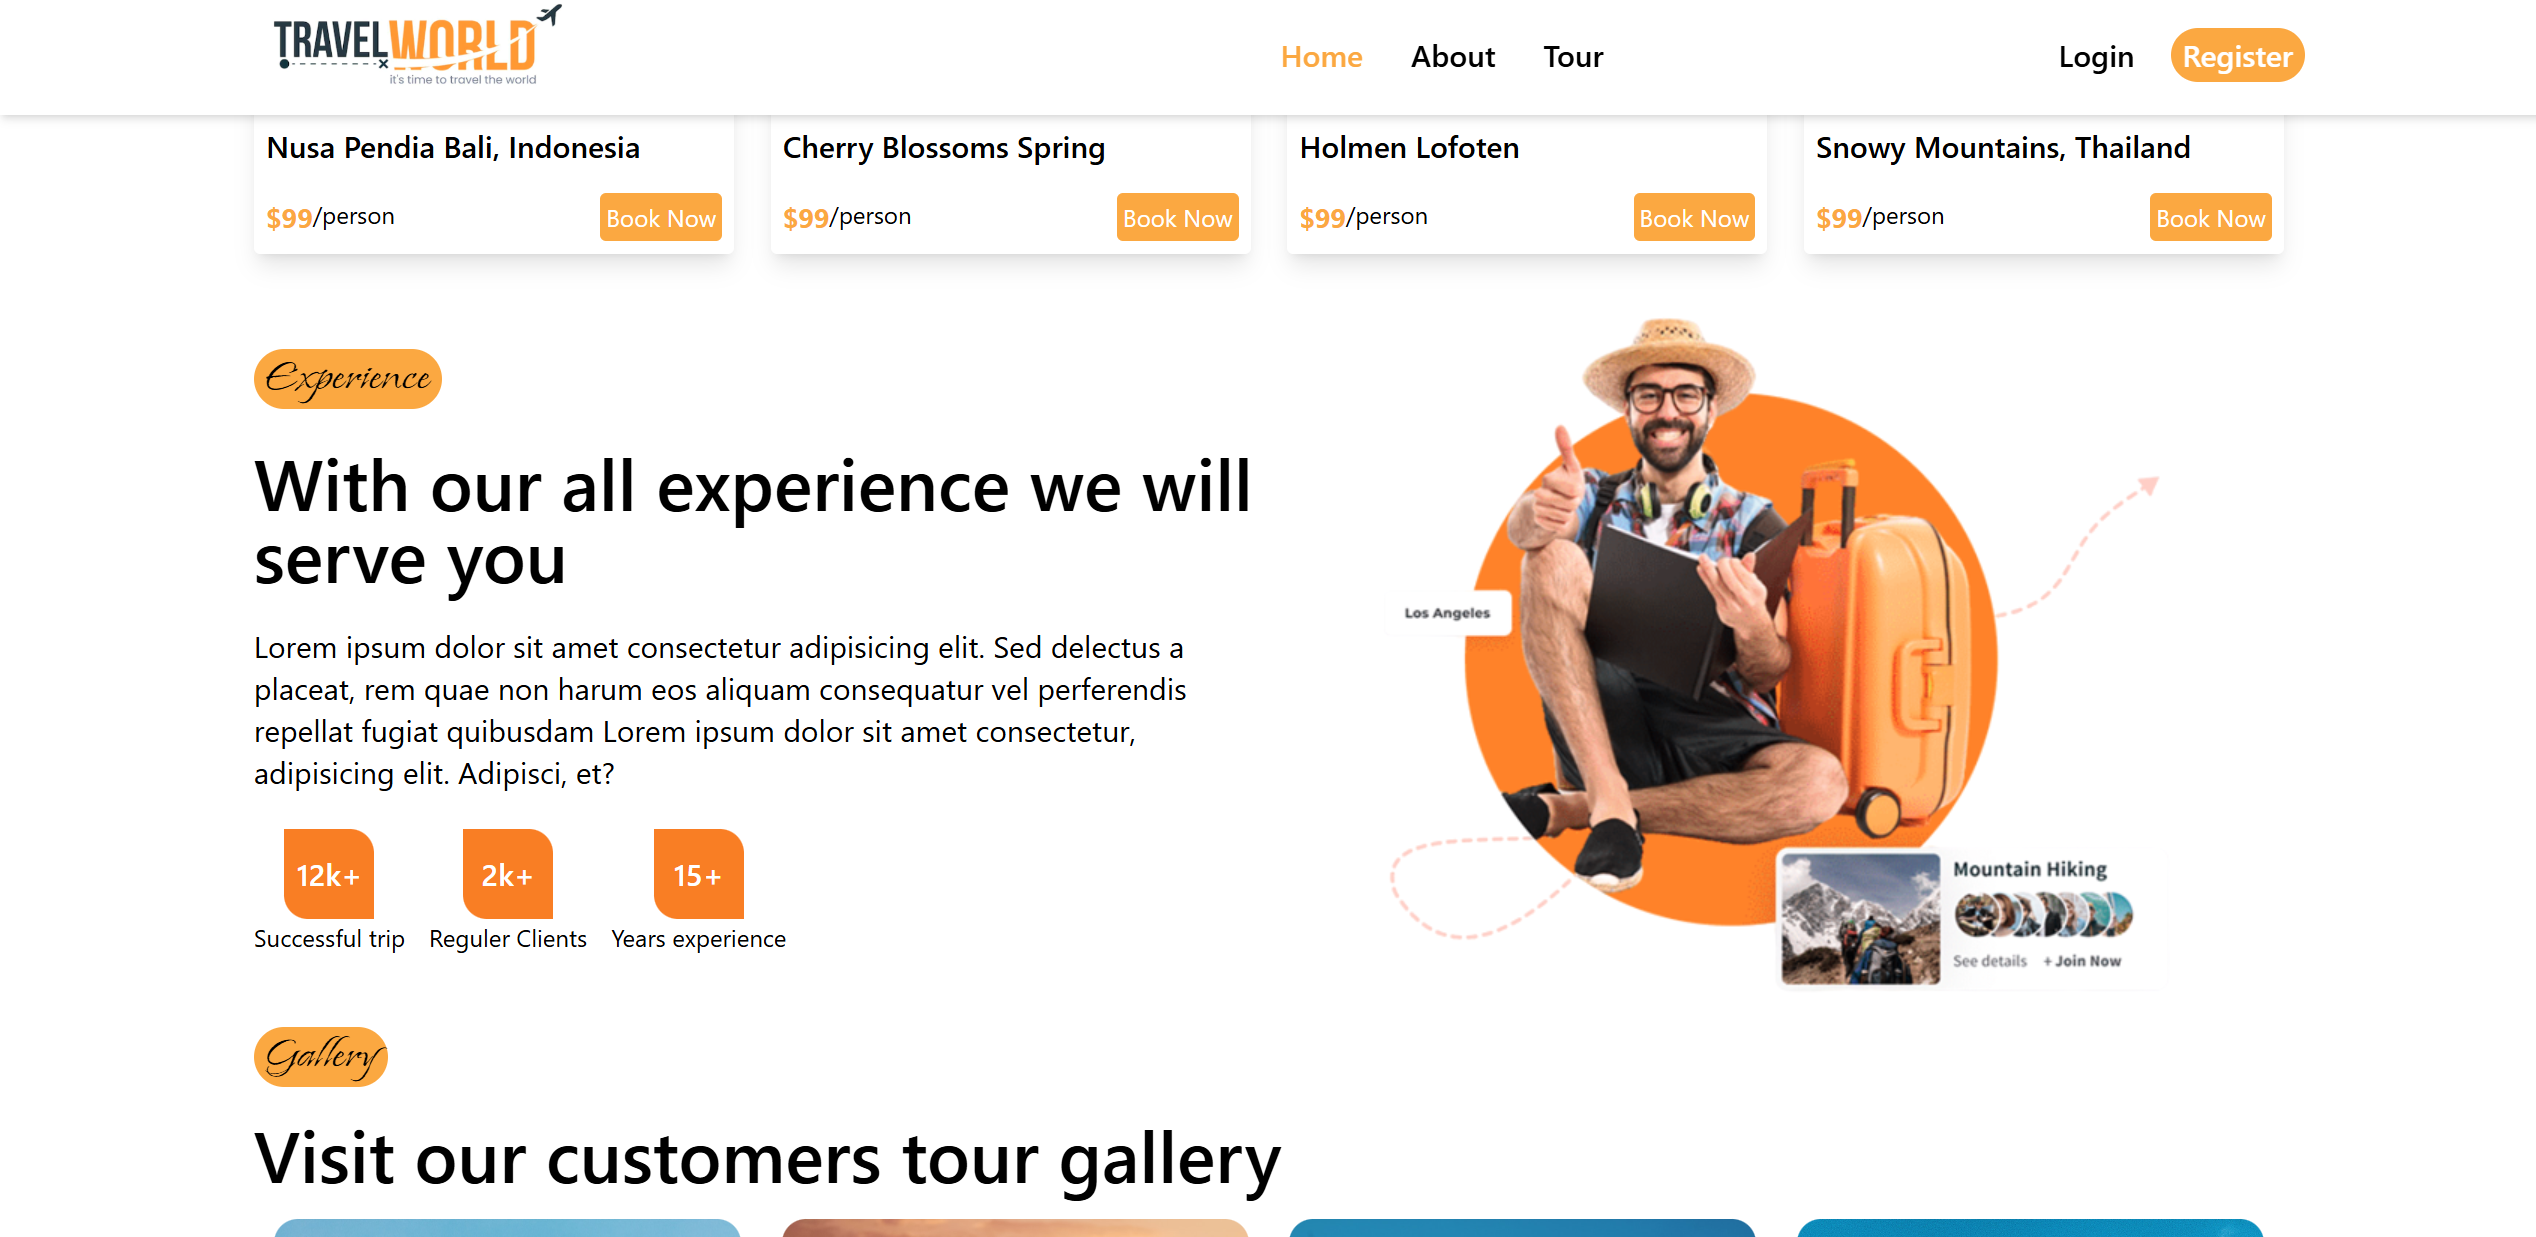 TRAVELWORLD
it's time to travel the world
Home About Tour
Login Register
Nusa Pendia Bali, Indonesia
$99/person Book Now
Cherry Blossoms Spring
$99/person Book Now
Holmen Lofoten
$99/person Book Now
Snowy Mountains, Thailand
$99/person Book Now
Experience
With our all experience we will
serve you
Lorem ipsum dolor sit amet consectetur adipisicing elit. Sed delectus a
placeat, rem quae non harum eos aliquam consequatur vel perferendis
repellat fugiat quibusdam Lorem ipsum dolor sit amet consectetur,
adipisicing elit. Adipisci, et?
12k+
Successful trip
2k+
Reguler Clients
15+
Years experience
Los Angeles
Mountain Hiking
See details + Join Now
Gallery
Visit our customers tour gallery